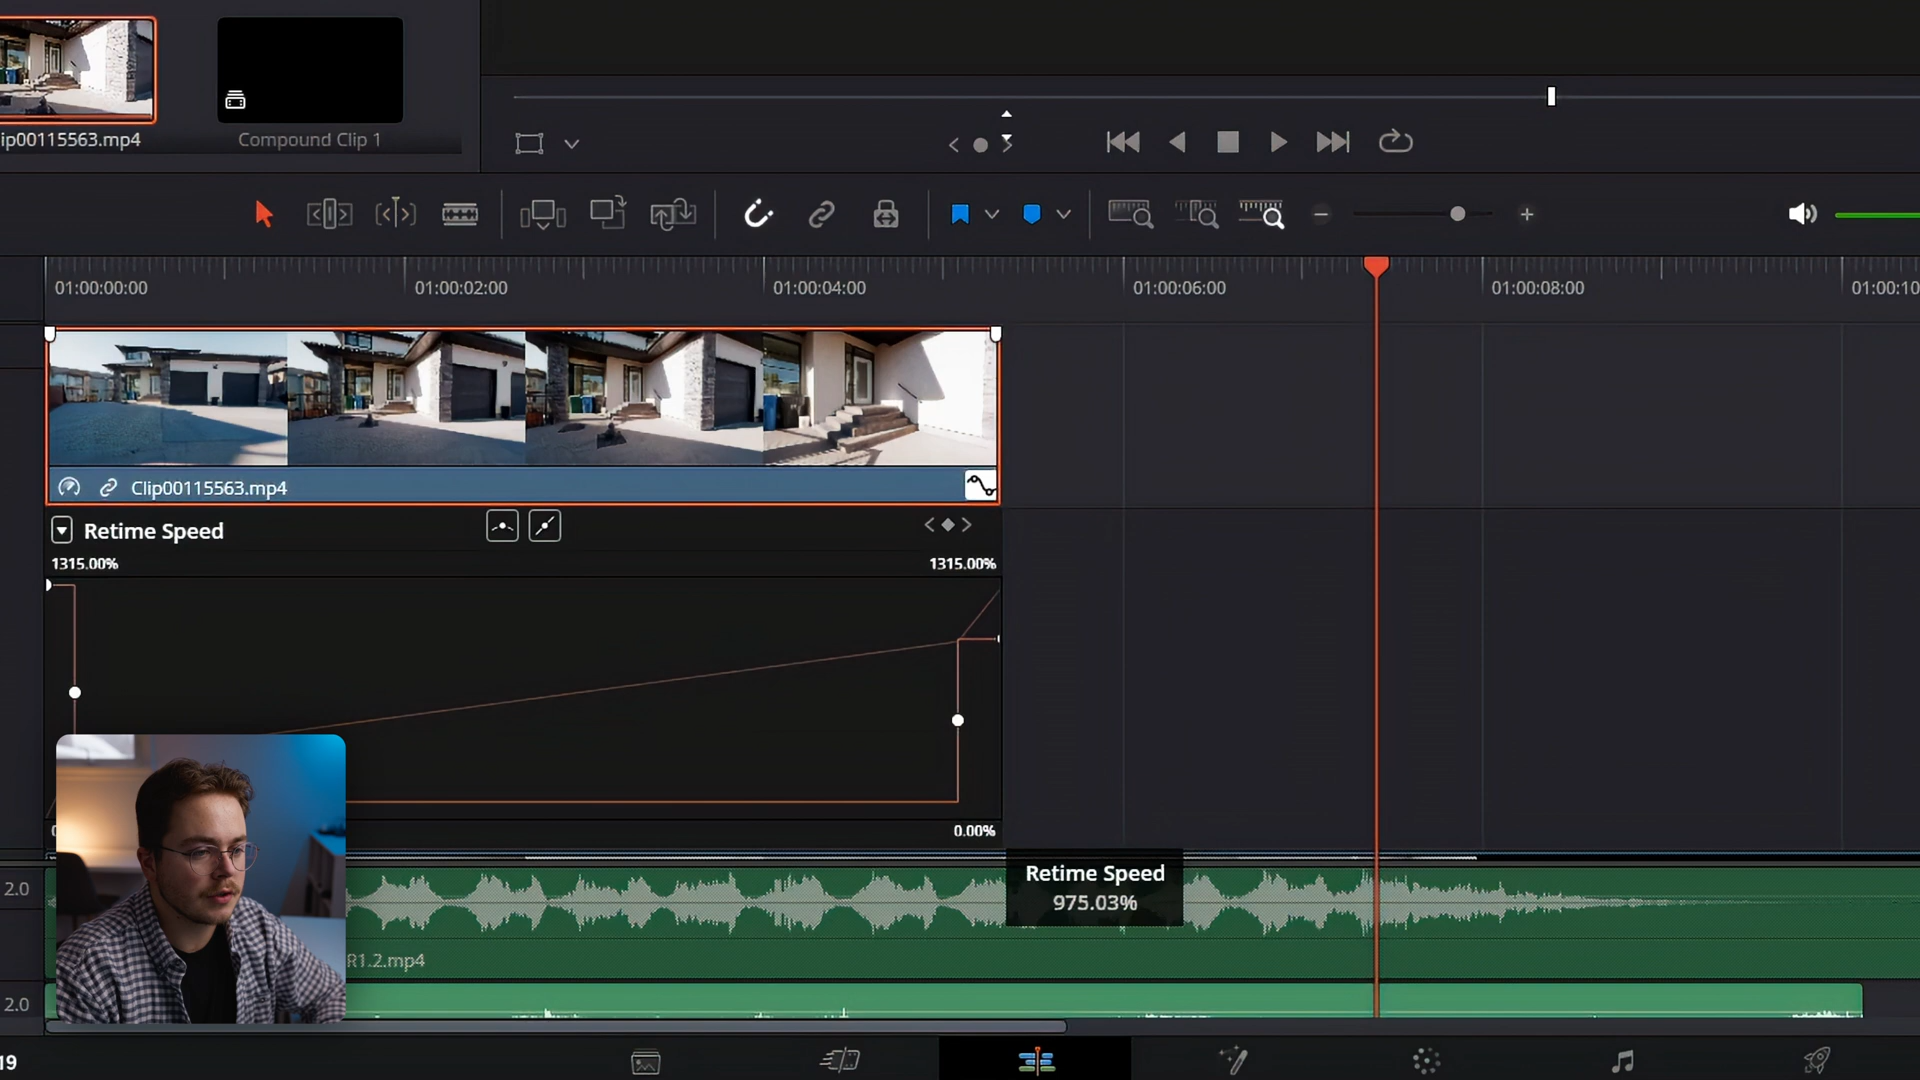 ip00115563.mp4
Compound Clip 1
01:00:00:00
01:00:02:00
01:00:04:00
01:00:06:00
01:00:08:00
01:00:10
Clip00115563.mp4
Retime Speed
1315.00%
1315.00%
0.00%
Retime Speed
975.03%
2.0
R1.2.mp4
2.0
19